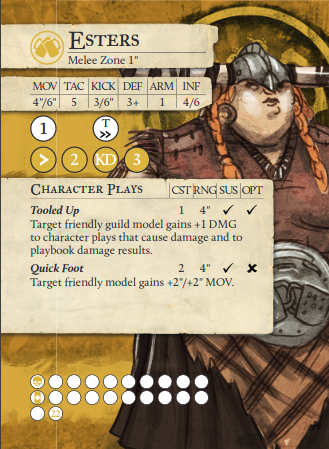 ESTERS
Melee Zone 1"
MOV TAC KICK DEF ARM INF
4"/6" 5 3/6" 3+ 1 4/6
1 T >>
> 2 KD 3
CHARACTER PLAYS CST RNG SUS OPT
Tooled Up 1 4" ✓ ✓
Target friendly guild model gains +1 DMG
to character plays that cause damage and to
playbook damage results.
Quick Foot 2 4" ✓ ✗
Target friendly model gains +2"/+2" MOV.
22